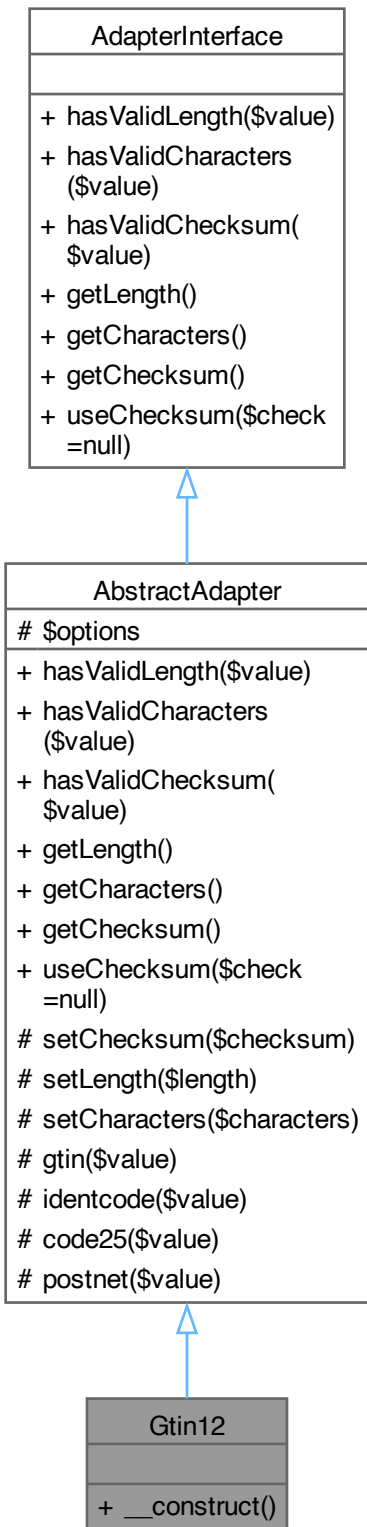 AdapterInterface
+ hasValidLength($value)
+ hasValidCharacters
($value)
+ hasValidChecksum(
$value)
+ getLength()
+ getCharacters()
+ getChecksum()
+ useChecksum($check
=null)
AbstractAdapter
# $options
+ hasValidLength($value)
+ hasValidCharacters
($value)
+ hasValidChecksum(
$value)
+ getLength()
+ getCharacters()
+ getChecksum()
+ useChecksum($check
=null)
# setChecksum($checksum)
# setLength($length)
# setCharacters($characters)
# gtin($value)
# identcode($value)
# code25($value)
# postnet($value)
Gtin12
+ __construct()